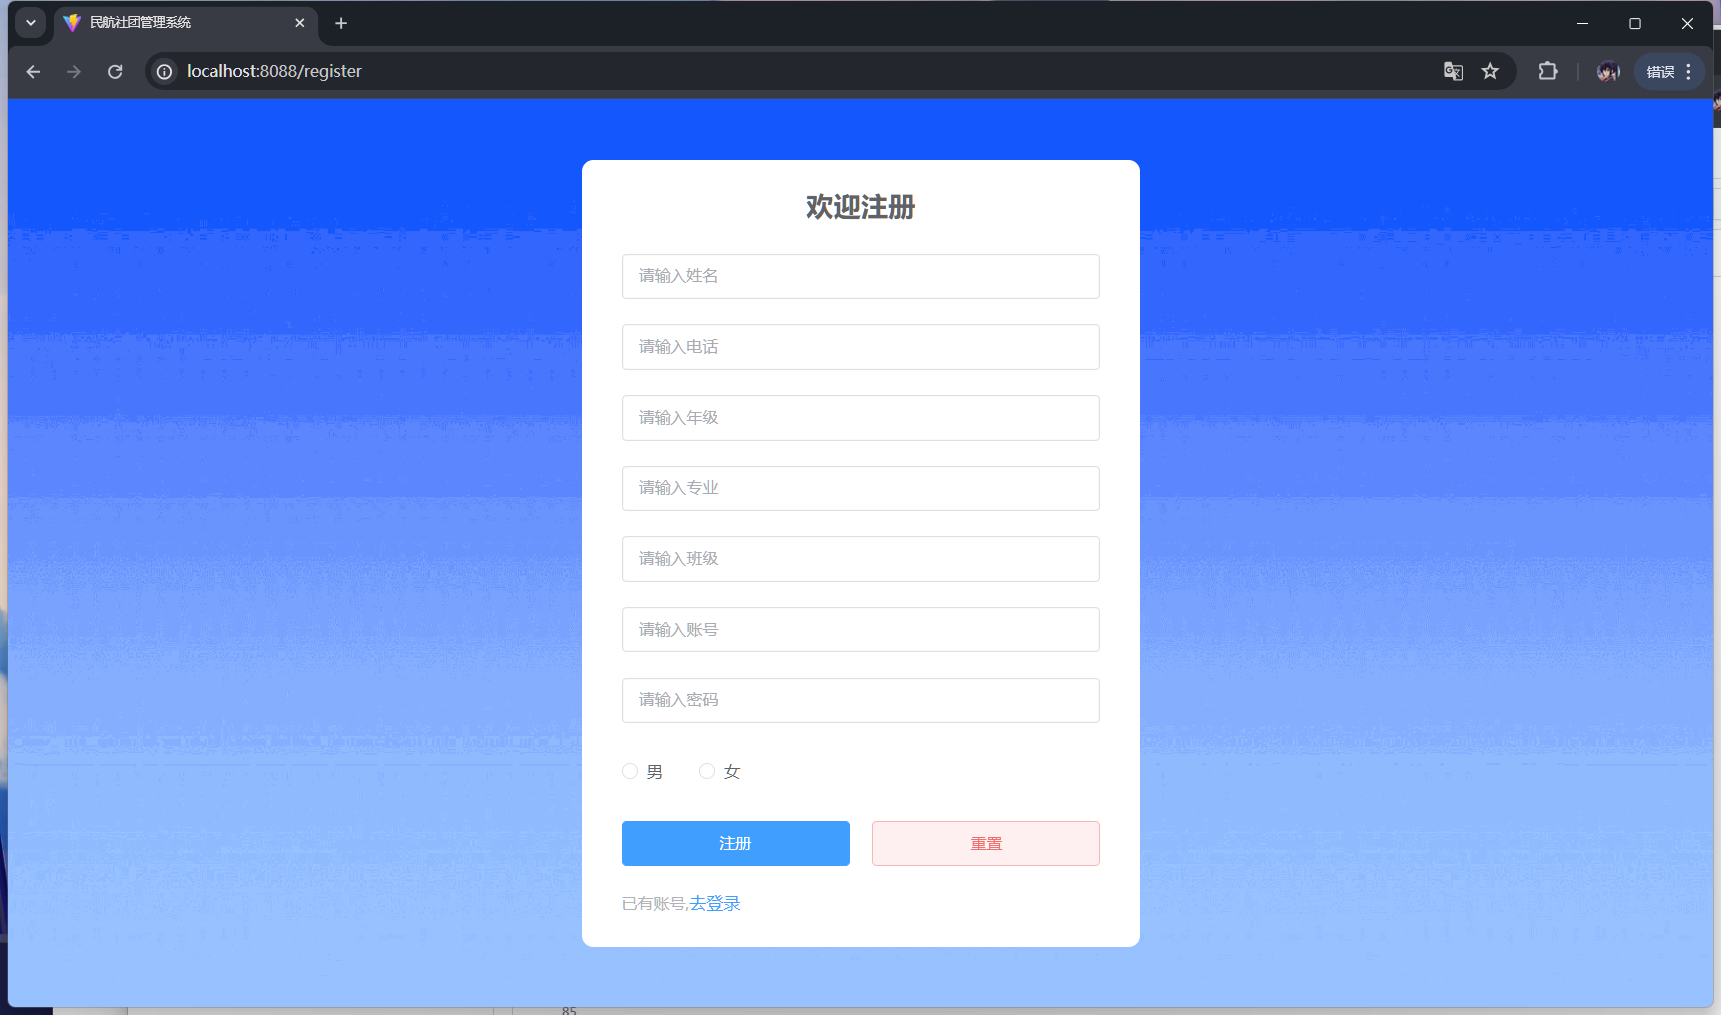 民航社团管理系统
localhost:8088/register
错误
欢迎注册
请输入姓名
请输入电话
请输入年级
请输入专业
请输入班级
请输入账号
请输入密码
男 女
注册 重置
已有账号,去登录
85